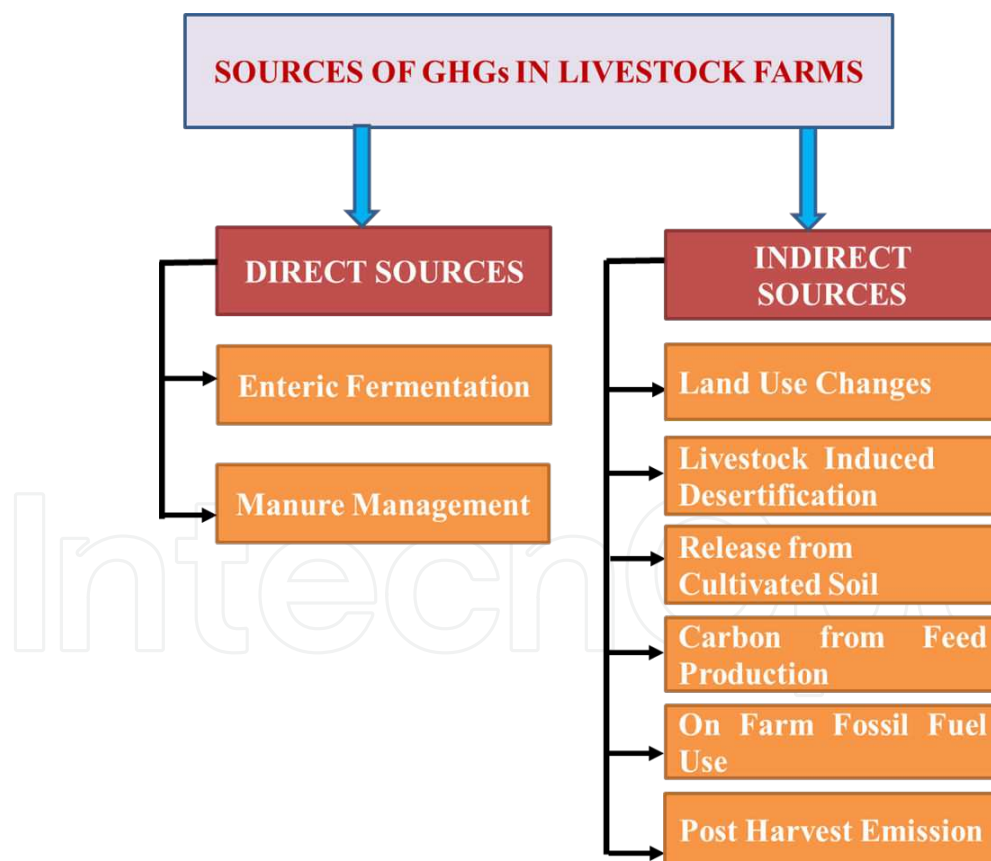 SOURCES OF GHGs IN LIVESTOCK FARMS
DIRECT SOURCES
Enteric Fermentation
Manure Management
INDIRECT
SOURCES
Land Use Changes
Livestock Induced
Desertification
Release from
Cultivated Soil
Carbon from Feed
Production
On Farm Fossil Fuel
Use
Post Harvest Emission